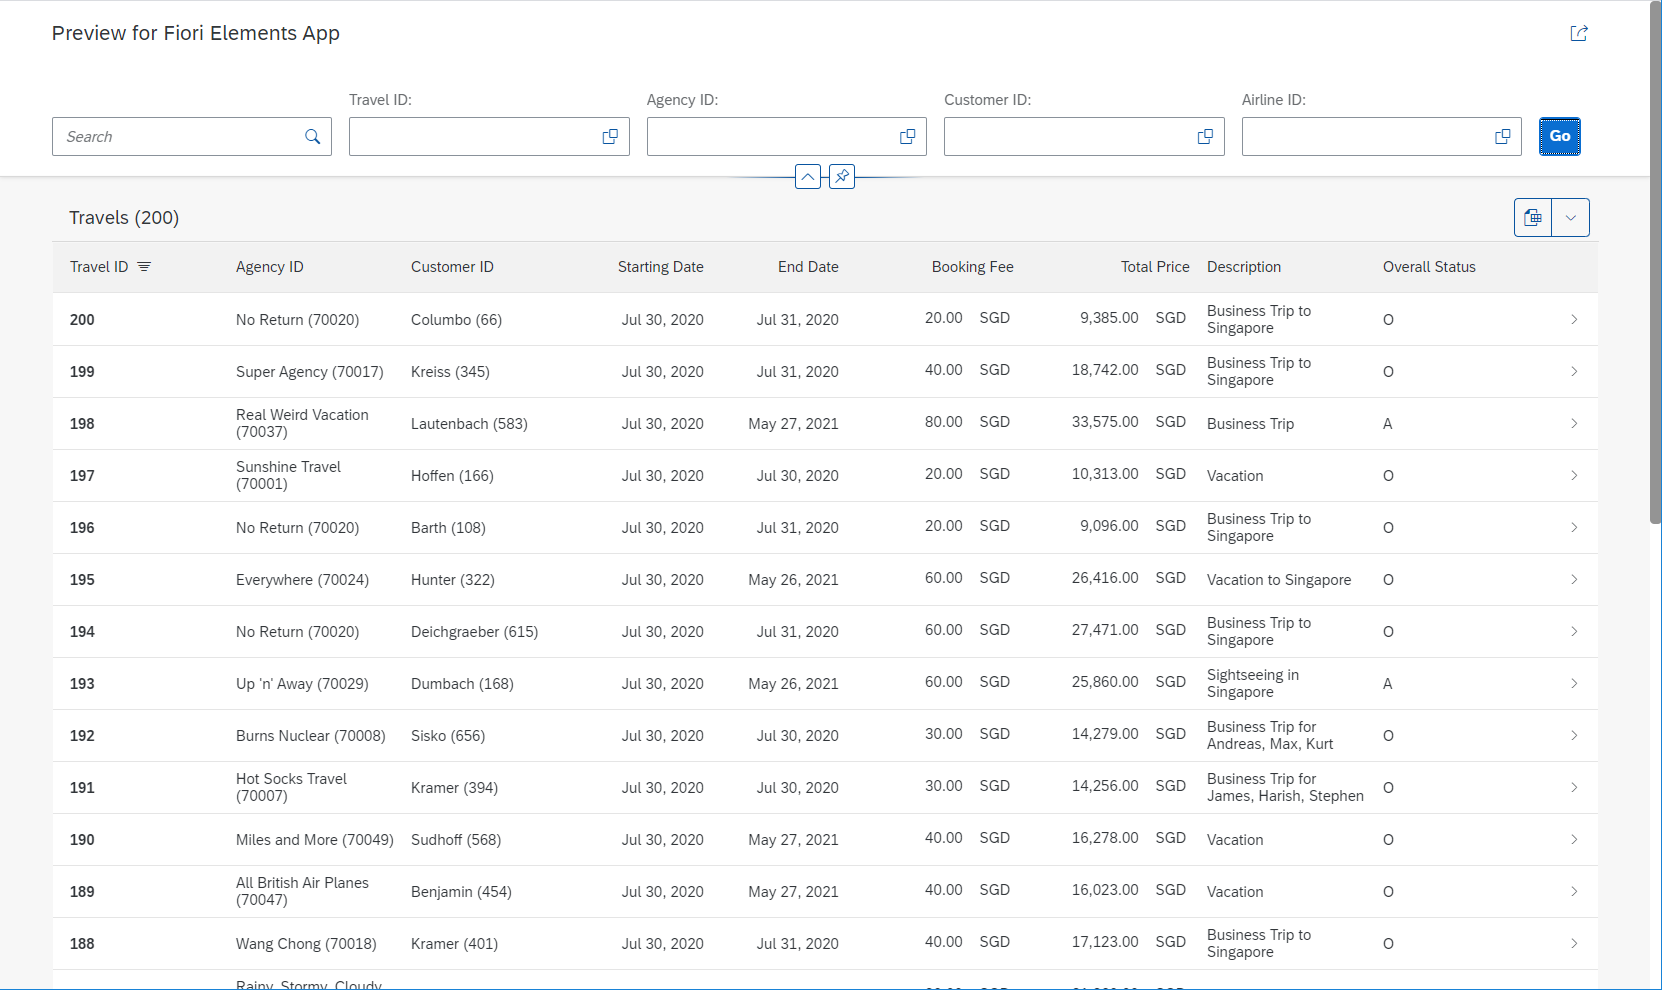 Preview for Fiori Elements App
Travel ID: Agency ID: Customer ID: Airline ID:
Search Go
Travels (200)
Travel ID Agency ID Customer ID Starting Date End Date Booking Fee Total Price Description Overall Status
200 No Return (70020) Columbo (66) Jul 30, 2020 Jul 31, 2020 20.00 SGD 9,385.00 SGD Business Trip to
Singapore O
199 Super Agency (70017) Kreiss (345) Jul 30, 2020 Jul 31, 2020 40.00 SGD 18,742.00 SGD Business Trip to
Singapore O
198 Real Weird Vacation
(70037) Lautenbach (583) Jul 30, 2020 May 27, 2021 80.00 SGD 33,575.00 SGD Business Trip A
197 Sunshine Travel
(70001) Hoffen (166) Jul 30, 2020 Jul 30, 2020 20.00 SGD 10,313.00 SGD Vacation O
196 No Return (70020) Barth (108) Jul 30, 2020 Jul 31, 2020 20.00 SGD 9,096.00 SGD Business Trip to
Singapore O
195 Everywhere (70024) Hunter (322) Jul 30, 2020 May 26, 2021 60.00 SGD 26,416.00 SGD Vacation to Singapore O
194 No Return (70020) Deichgraeber (615) Jul 30, 2020 Jul 31, 2020 60.00 SGD 27,471.00 SGD Business Trip to
Singapore O
193 Up 'n' Away (70029) Dumbach (168) Jul 30, 2020 May 26, 2021 60.00 SGD 25,860.00 SGD Sightseeing in
Singapore A
192 Burns Nuclear (70008) Sisko (656) Jul 30, 2020 Jul 30, 2020 30.00 SGD 14,279.00 SGD Business Trip for
Andreas, Max, Kurt O
191 Hot Socks Travel
(70007) Kramer (394) Jul 30, 2020 Jul 30, 2020 30.00 SGD 14,256.00 SGD Business Trip for
James, Harish, Stephen O
190 Miles and More (70049) Sudhoff (568) Jul 30, 2020 May 27, 2021 40.00 SGD 16,278.00 SGD Vacation O
189 All British Air Planes
(70047) Benjamin (454) Jul 30, 2020 May 27, 2021 40.00 SGD 16,023.00 SGD Vacation O
188 Wang Chong (70018) Kramer (401) Jul 30, 2020 Jul 31, 2020 40.00 SGD 17,123.00 SGD Business Trip to
Singapore O
Rainy, Stormy, Cloudy